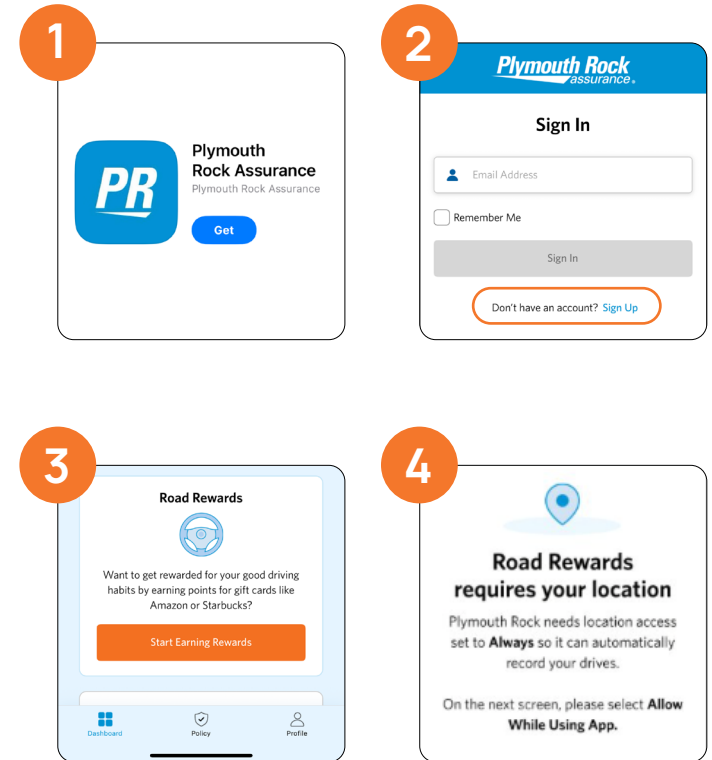 1
PR
Plymouth
Rock Assurance
Plymouth Rock Assurance
Get
2
Plymouth Rock
assurance®
Sign In
Email Address
Remember Me
Sign In
Don't have an account? Sign Up
3
Road Rewards
Want to get rewarded for your good driving
habits by earning points for gift cards like
Amazon or Starbucks?
Start Earning Rewards
Dashboard
Policy
Profile
4
Road Rewards
requires your location
Plymouth Rock needs location access
set to Always so it can automatically
record your drives.
On the next screen, please select Allow
While Using App.